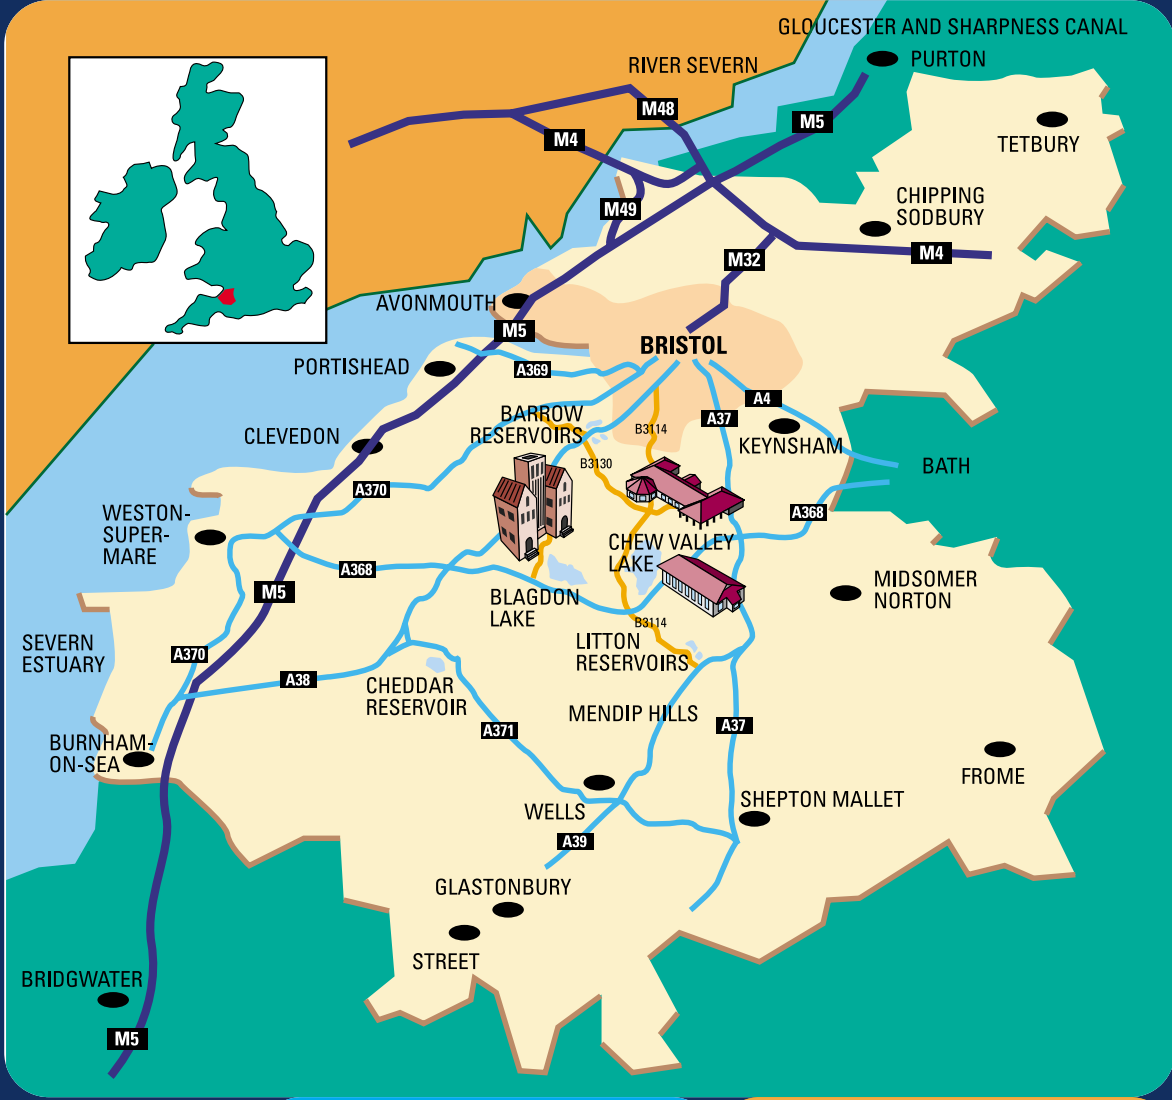 GLOUCESTER AND SHARPNESS CANAL
PURTON
RIVER SEVERN
M48
M5
M4
TETBURY
CHIPPING
SODBURY
M49
M4
M32
AVONMOUTH
M5
BRISTOL
PORTISHEAD
A369
A4
BARROW
RESERVOIRS
A37
B3114
CLEVEDON
KEYNSHAM
B3130
BATH
A370
WESTON-
SUPER-
MARE
A368
CHEW VALLEY
LAKE
A368
M5
BLAGDON
LAKE
MIDSOMER
NORTON
B3114
SEVERN
ESTUARY
A370
LITTON
RESERVOIRS
A38
CHEDDAR
RESERVOIR
MENDIP HILLS
A371
A37
BURNHAM-
ON-SEA
FROME
WELLS
SHEPTON MALLET
A39
GLASTONBURY
STREET
BRIDGWATER
M5